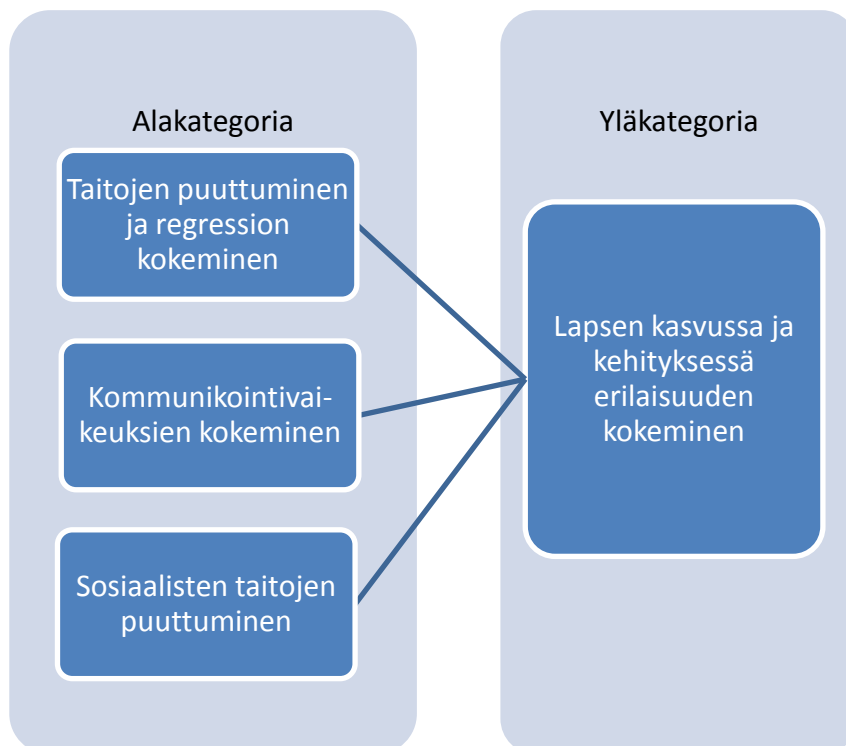 Alakategoria
Taitojen puuttuminen
ja regression
kokeminen
Kommunikointivai-
keuksien kokeminen
Sosiaalisten taitojen
puuttuminen
Yläkategoria
Lapsen kasvussa ja
kehityksessä
erilaisuuden
kokeminen